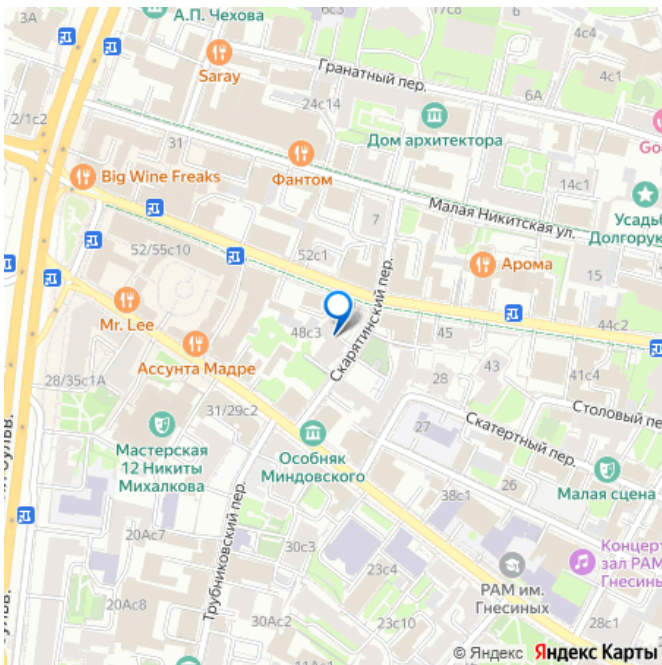 А.П. Чехова
3А
6с3
17с8
6
4с4
Saray
Гранатный пер.
4с1
2/1с2
24с14
6А
Дом архитектора
31
Goo
Big Wine Freaks
Фантом
14с1
Малая Никитская ул.
7
Усадьб
Долгорук
52/55с10
52с1
Арома
15
Mr. Lee
Скарятинский пер.
44с2
48с3
45
Ассунта Мадре
43
28/35с1А
28
41с4
31/29с2
Столовый пер.
Скатертный пер.
27
Мастерская
12 Никиты
Михалкова
Особняк
Миндовского
26
Малая сцена
38с1
20Ас7
Трубниковский пер.
30с3
Концерт
зал РАМ
Гнесиных
23с4
РАМ им.
Гнесиных
20Ас8
30Ас2
23с10
28с1
© Яндекс Яндекс Карты